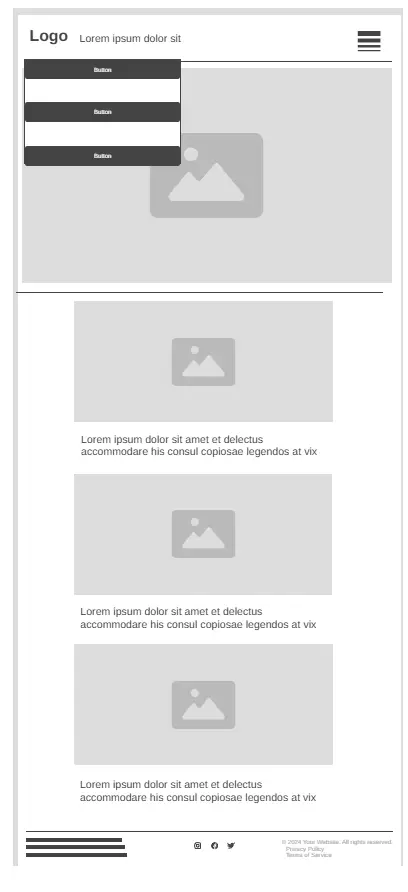 Logo Lorem ipsum dolor sit
Button
Button
Button
Lorem ipsum dolor sit amet et delectus
accommodare his consul copiosae legendos at vix
Lorem ipsum dolor sit amet et delectus
accommodare his consul copiosae legendos at vix
Lorem ipsum dolor sit amet et delectus
accommodare his consul copiosae legendos at vix
© 2024 Your Website. All rights reserved.
Privacy Policy
Terms of Service